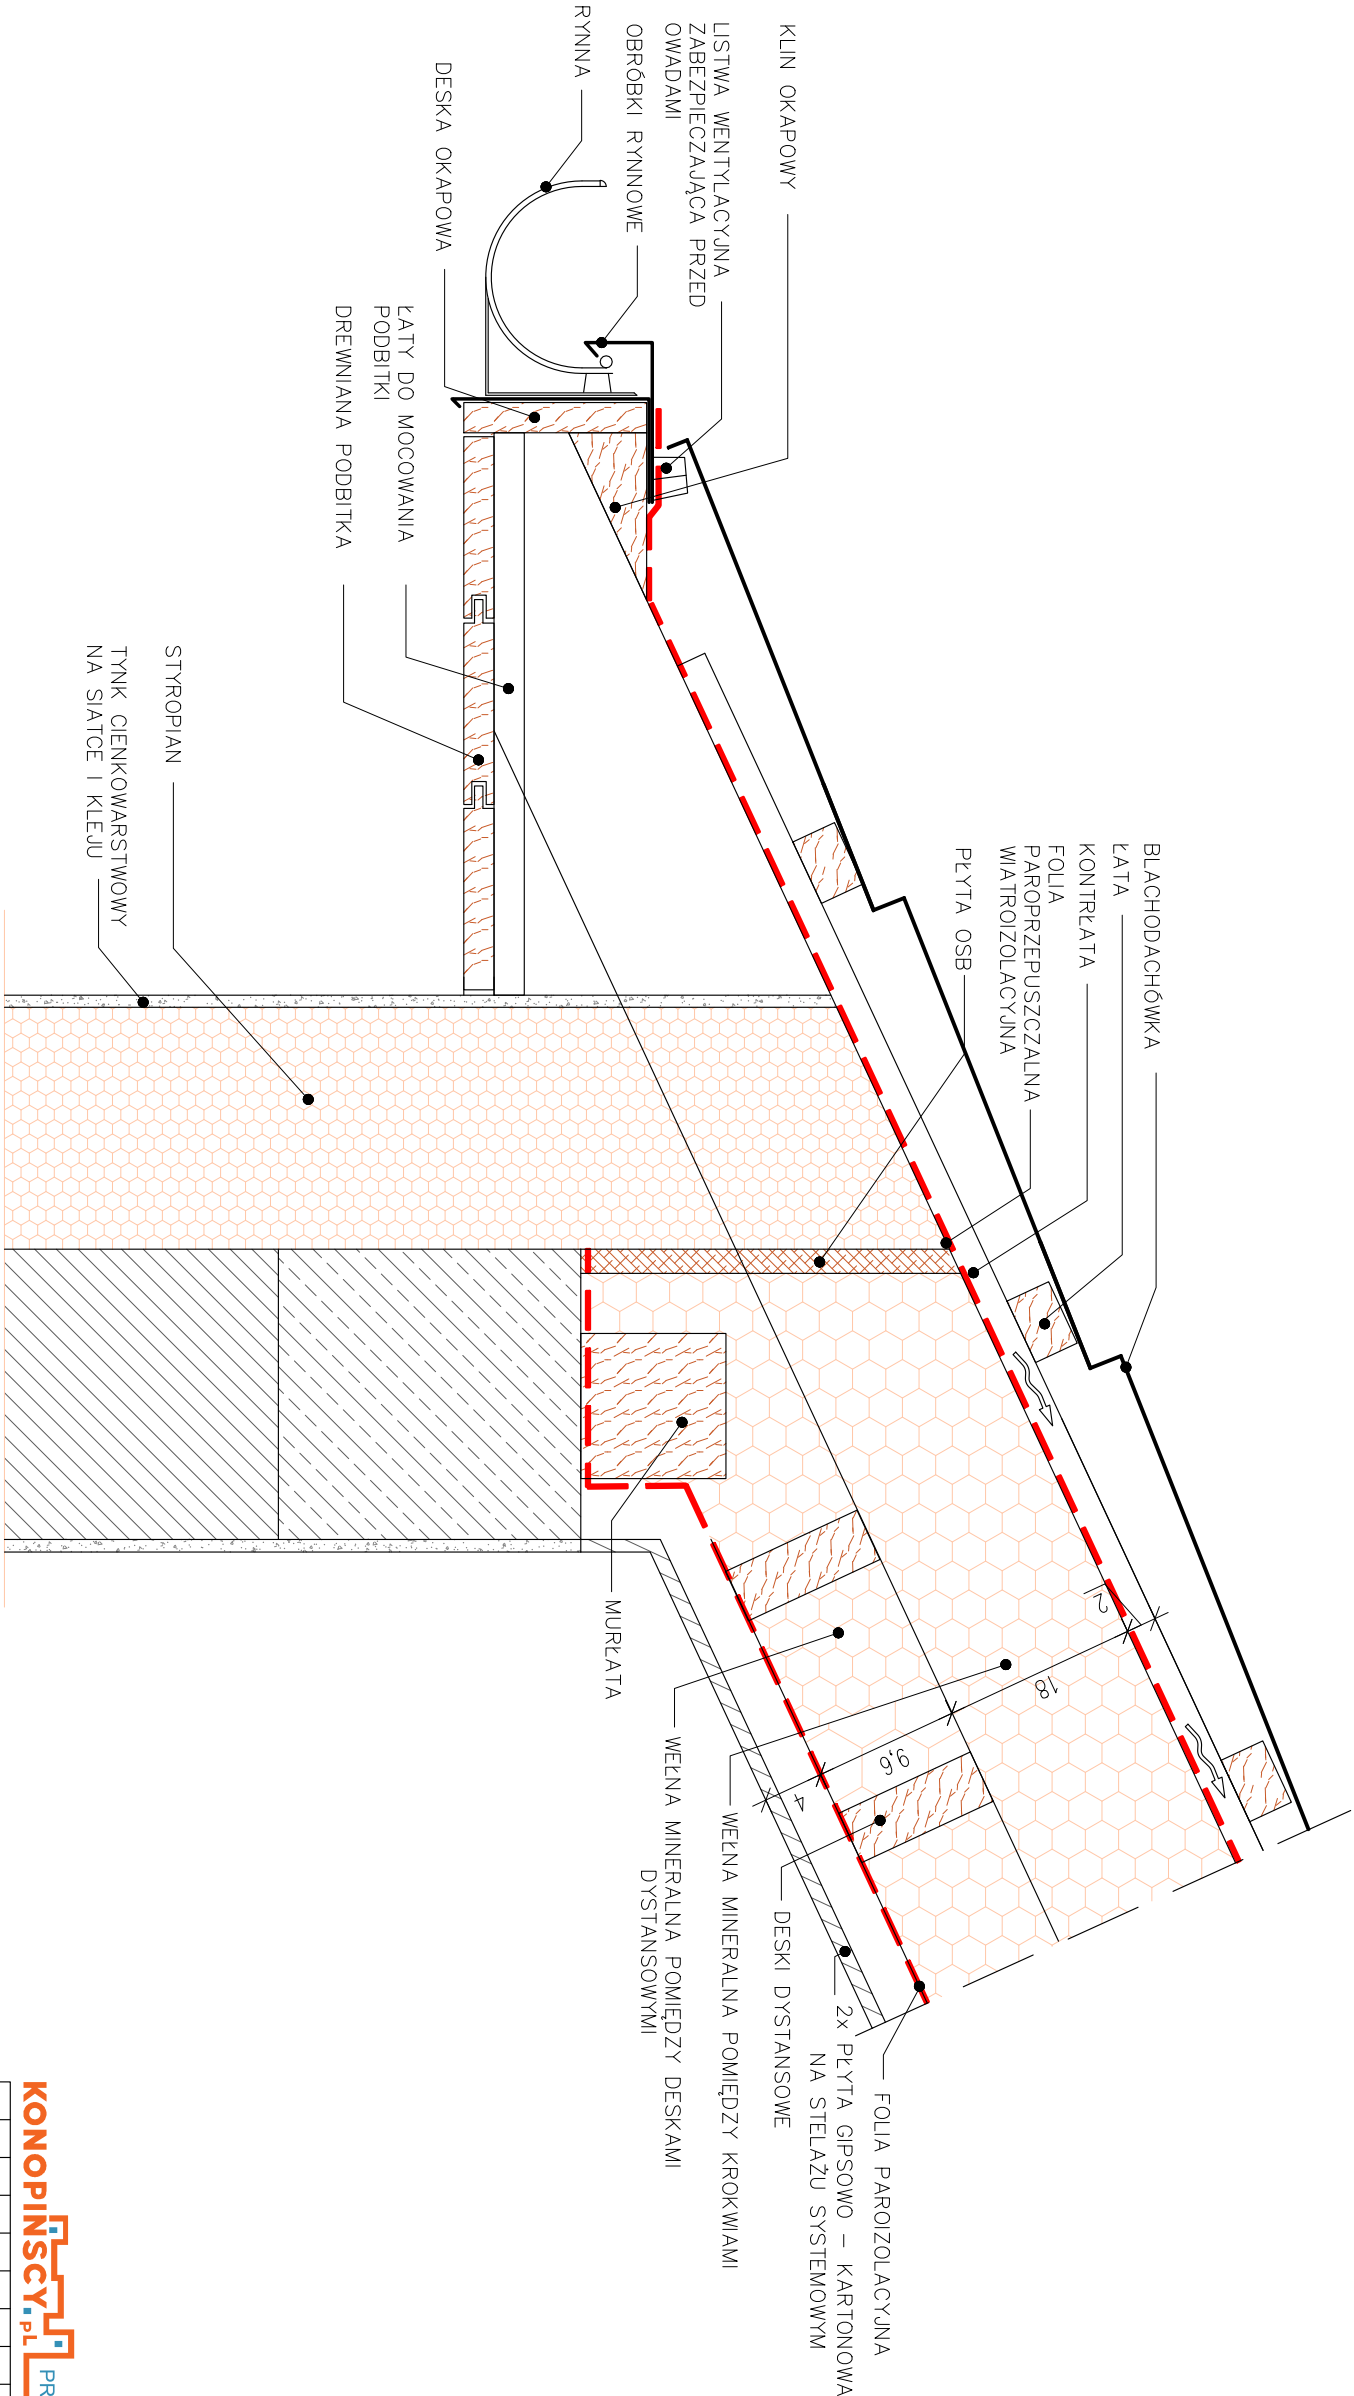 KLIN OKAPOWY
LISTWA WENTYLACYJNA
ZABEZPIECZAJĄCA PRZED
OWADAMI
OBRÓBKI RYNNOWE
RYNNA
DESKA OKAPOWA
ŁATY DO MOCOWANIA
PODBITKI
DREWNIANA PODBITKA
STYROPIAN
TYNK CIENKOWARSTWOWY
NA SIATCE I KLEJU
BLACHODACHÓWKA
ŁATA
KONTRŁATA
FOLIA
PAROPRZEPUSZCZALNA
WIATROIZOLACYJNA
PŁYTA OSB
2
18
9,6
4
MURŁATA
FOLIA PAROIZOLACYJNA
2x PŁYTA GIPSOWO – KARTONOWA
NA STELAŻU SYSTEMOWYM
DESKI DYSTANSOWE
WEŁNA MINERALNA POMIĘDZY KROKWIAMI
WEŁNA MINERALNA POMIĘDZY DESKAMI
DYSTANSOWYMI
KONOPIŃSCY.PL
PR